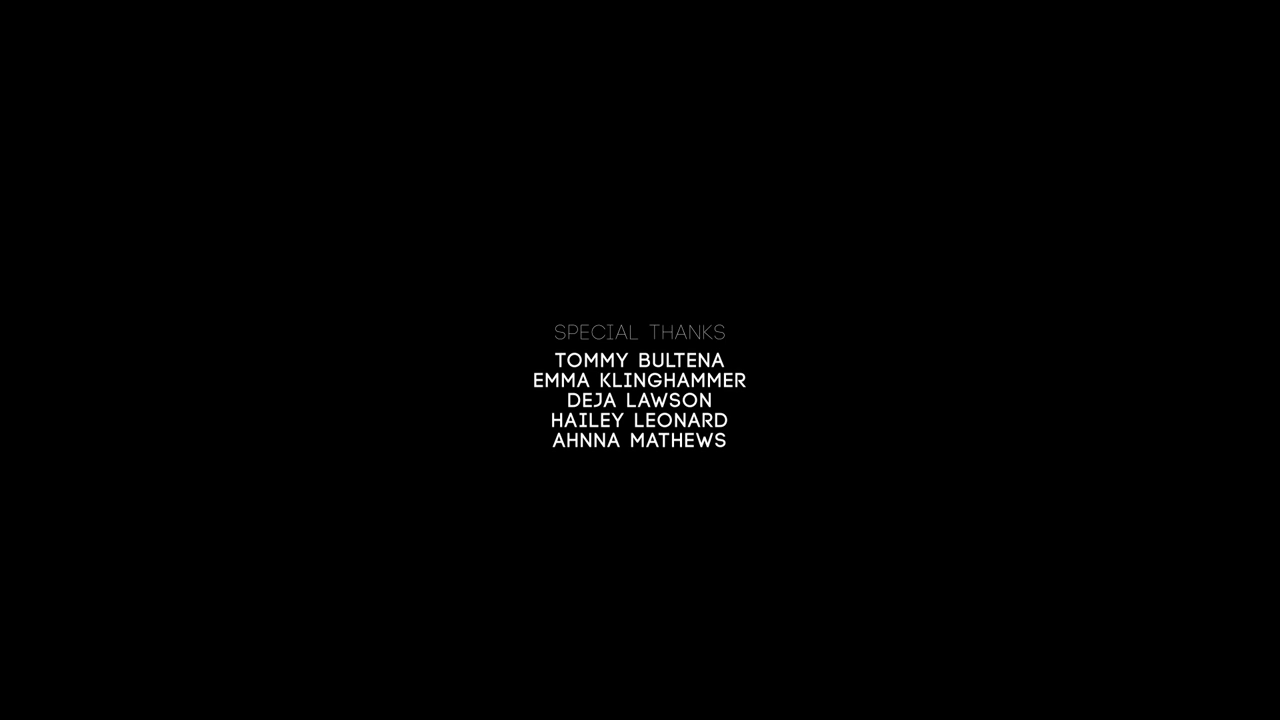 SPECIAL THANKS
TOMMY BULTENA
EMMA KLINGHAMMER
DEJA LAWSON
HAILEY LEONARD
AHNNA MATHEWS